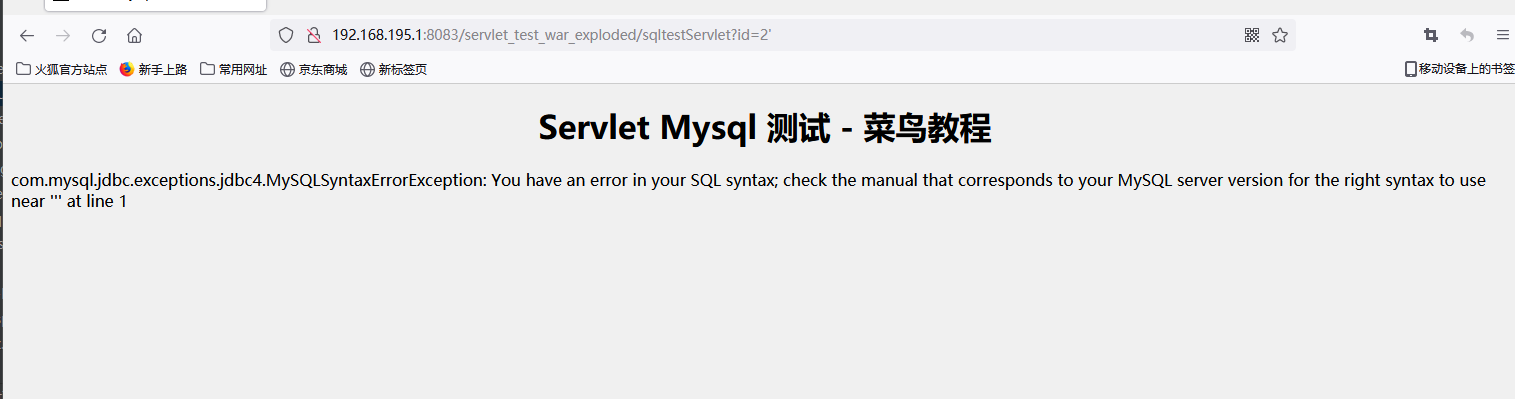 192.168.195.1:8083/servlet_test_war_exploded/sqltestServlet?id=2'
火狐官方站点 新手上路 常用网址 京东商城 新标签页 移动设备上的书签
Servlet Mysql 测试 - 菜鸟教程
com.mysql.jdbc.exceptions.jdbc4.MySQLSyntaxErrorException: You have an error in your SQL syntax; check the manual that corresponds to your MySQL server version for the right syntax to use
near ''' at line 1